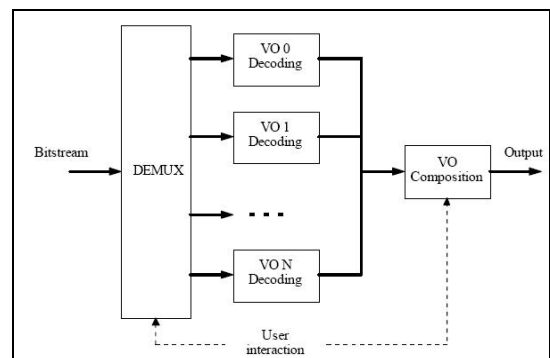 VO 0
Decoding
VO 1
Decoding
Bitstream
DEMUX
VO
Composition
Output
. . .
VO N
Decoding
User
interaction